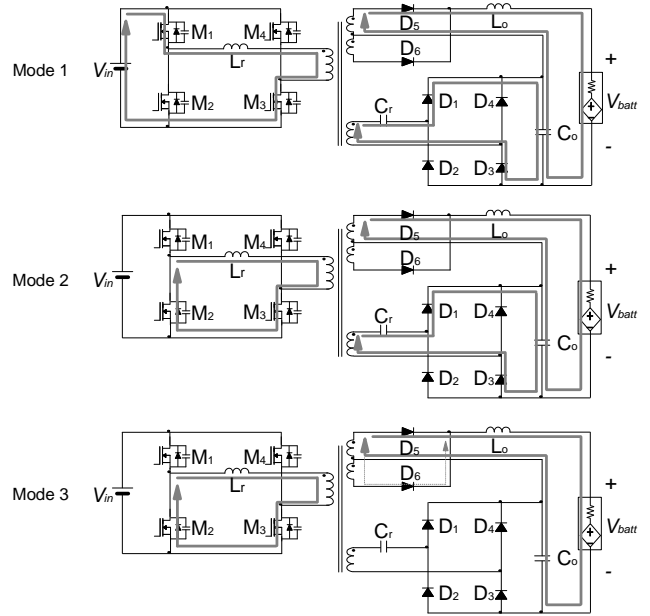 M1 M4 D5 Lo
Lr D6
Mode 1 Vin +
M2 M3 Cr D1 D4 Vbatt
Co -
D2 D3
M1 M4 D5 Lo
Lr D6
Mode 2 Vin +
M2 M3 Cr D1 D4 Vbatt
Co -
D2 D3
M1 M4 D5 Lo
Lr D6
Mode 3 Vin +
M2 M3 Cr D1 D4 Vbatt
Co -
D2 D3